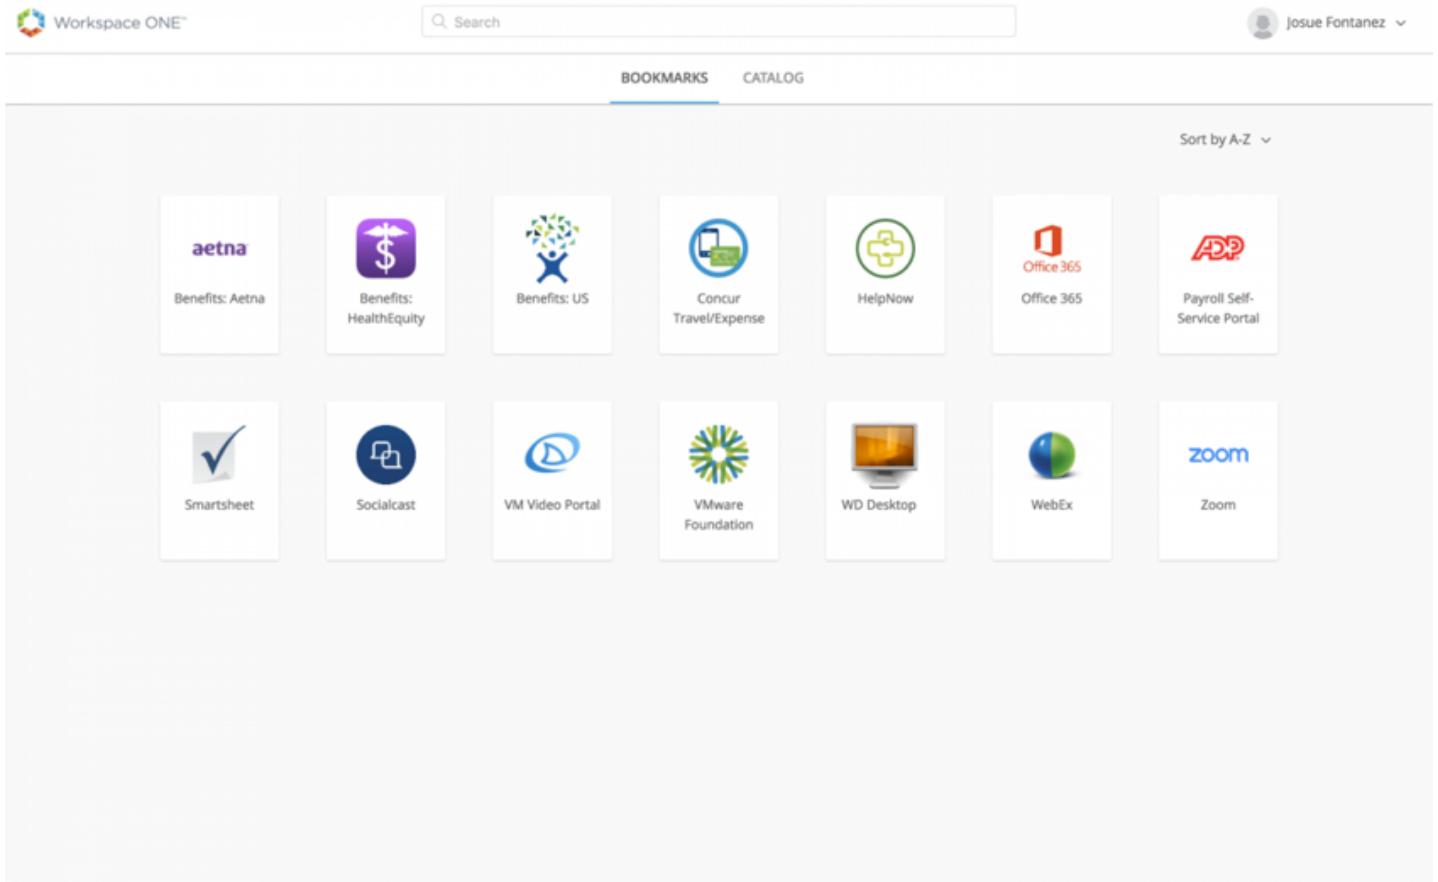 Workspace ONE™
Search
Josue Fontanez
BOOKMARKS
CATALOG
Sort by A-Z
aetna
Benefits: Aetna
$
Benefits:
HealthEquity
Benefits: US
Concur
Travel/Expense
HelpNow
Office 365
Office 365
ADP
Payroll Self-
Service Portal
Smartsheet
Socialcast
VM Video Portal
VMware
Foundation
WD Desktop
WebEx
zoom
Zoom